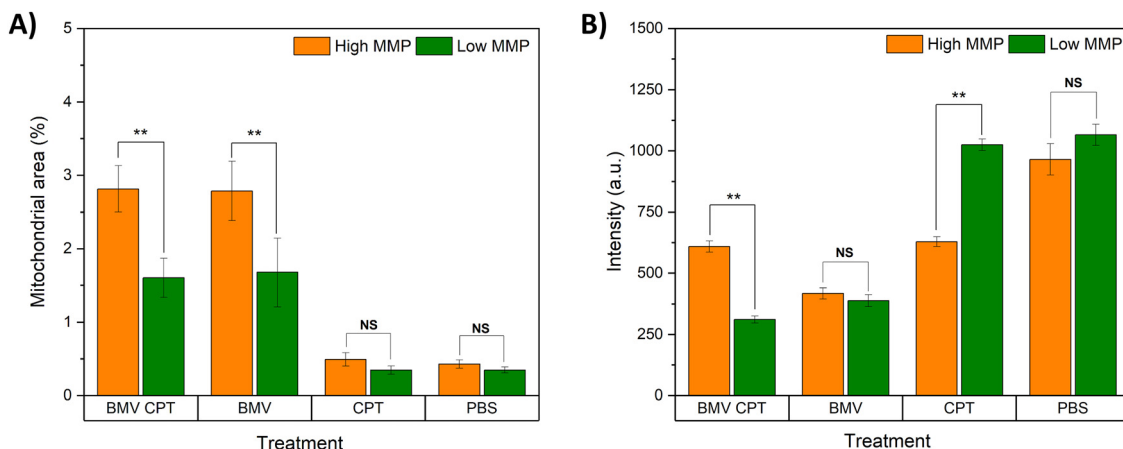 A)
Mitochondrial area (%)
5
4
3
2
1
0
High MMP Low MMP
**
**
NS
NS
BMV CPT BMV CPT PBS
Treatment
B)
Intensity (a.u.)
1500
1250
1000
750
500
250
0
High MMP Low MMP
**
NS
**
NS
BMV CPT BMV CPT PBS
Treatment